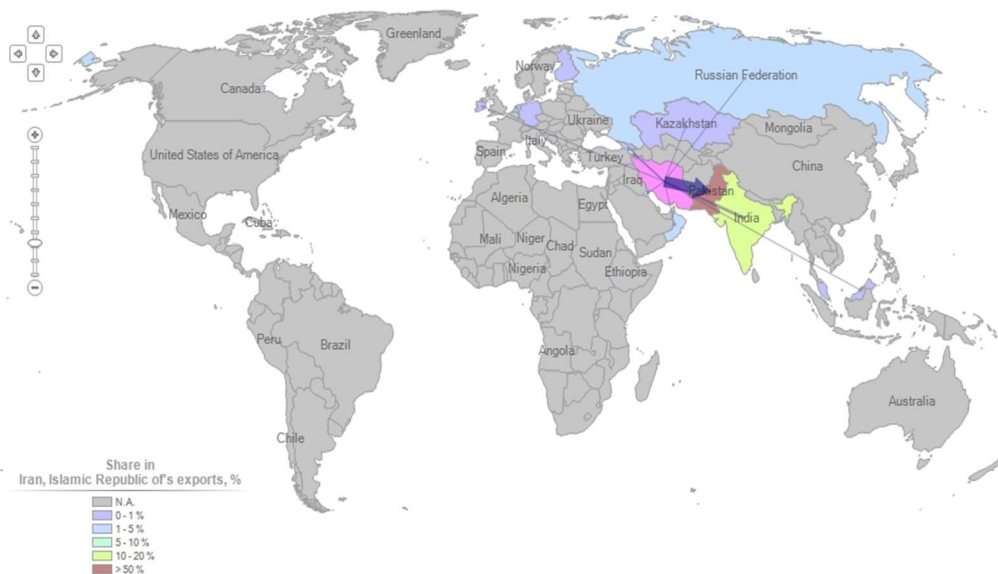 Greenland
Norway
Russian Federation
Canada
Ukraine
Kazakhstan
Mongolia
Italy
Spain
Turkey
United States of America
China
Iraq
Pakistan
Algeria
Egypt
Mexico
Cuba
India
Mali
Niger
Chad
Sudan
Nigeria
Ethiopia
Peru
Brazil
Angola
Australia
Chile
Share in
Iran, Islamic Republic of's exports, %
N.A.
0 - 1 %
1 - 5 %
5 - 10 %
10 - 20 %
> 50 %